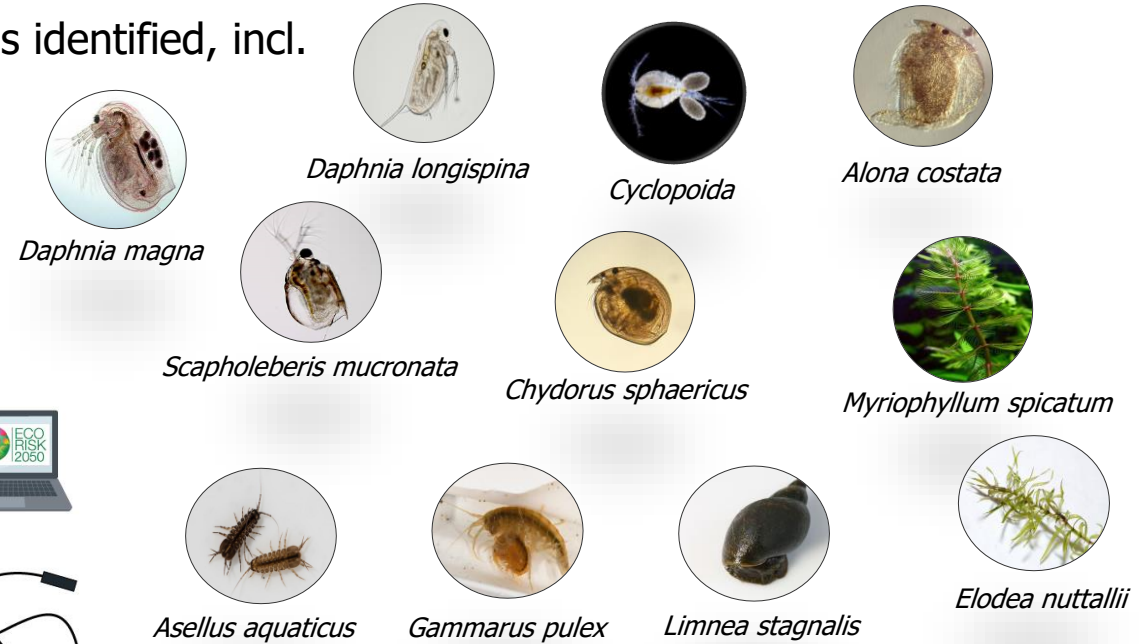 s identified, incl.
Daphnia longispina
Cyclopoida
Alona costata
Daphnia magna
Scapholeberis mucronata
Chydorus sphaericus
Myriophyllum spicatum
ECO
RISK
2050
Asellus aquaticus
Gammarus pulex
Limnea stagnalis
Elodea nuttallii